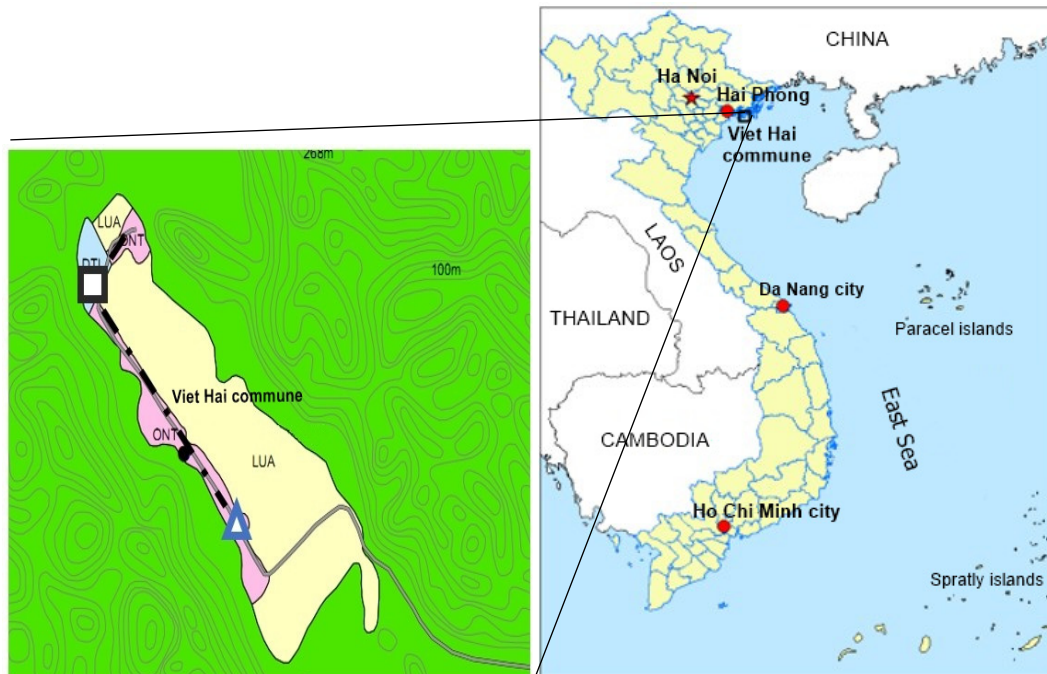 268m
LUA
ONT
DTL
100m
Viet Hai commune
ONT
LUA
CHINA
Ha Noi
Hai Phong
Viet Hai
commune
LAOS
THAILAND
Da Nang city
Paracel islands
East Sea
CAMBODIA
Ho Chi Minh city
Spratly islands